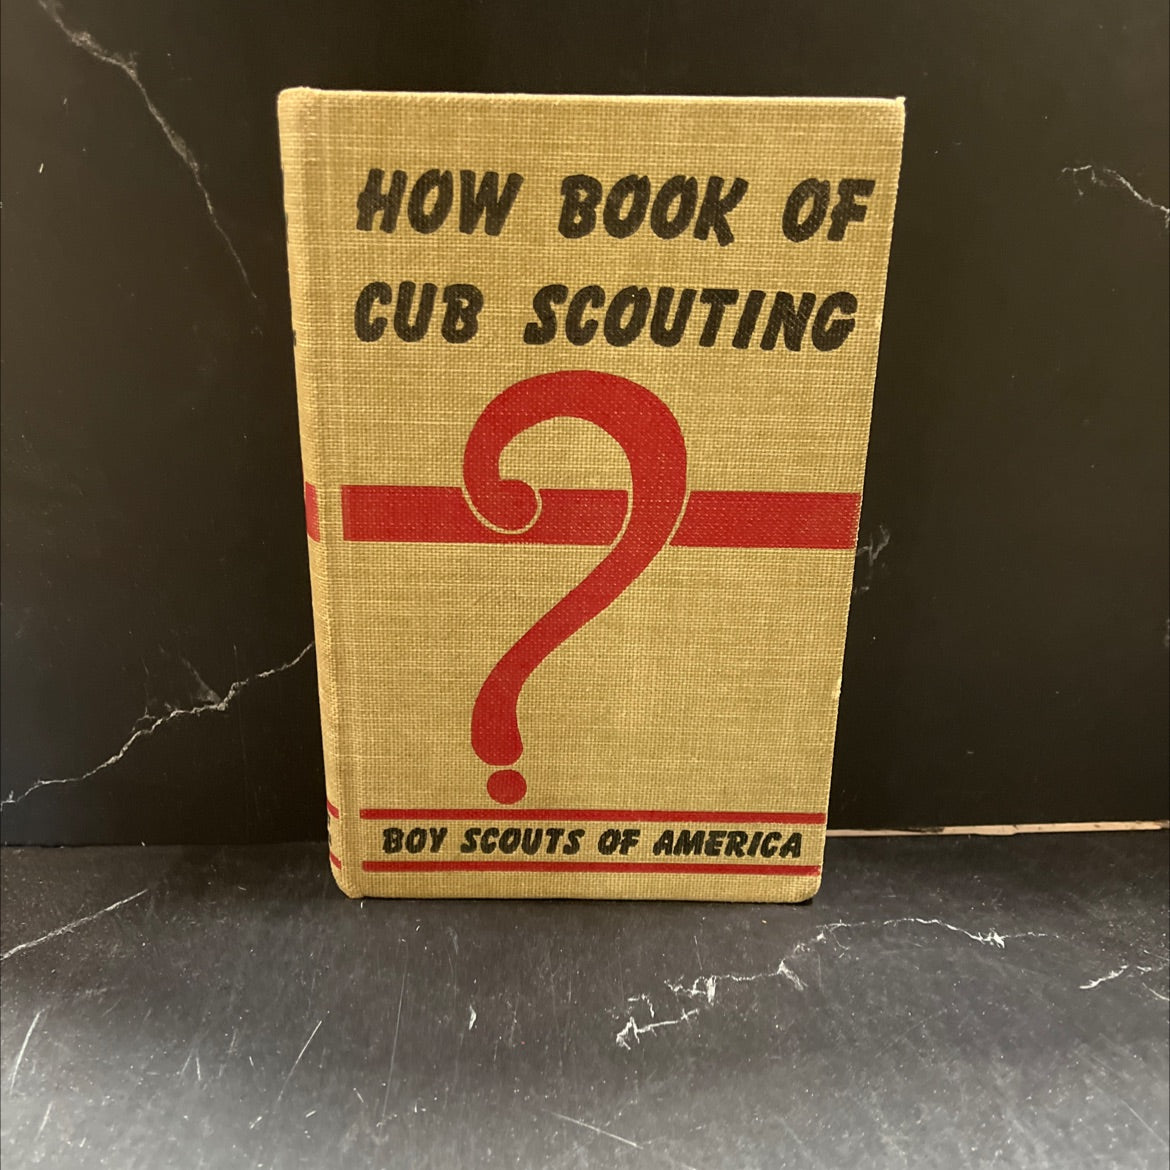 HOW BOOK OF
CUB SCOUTING
?
BOY SCOUTS OF AMERICA